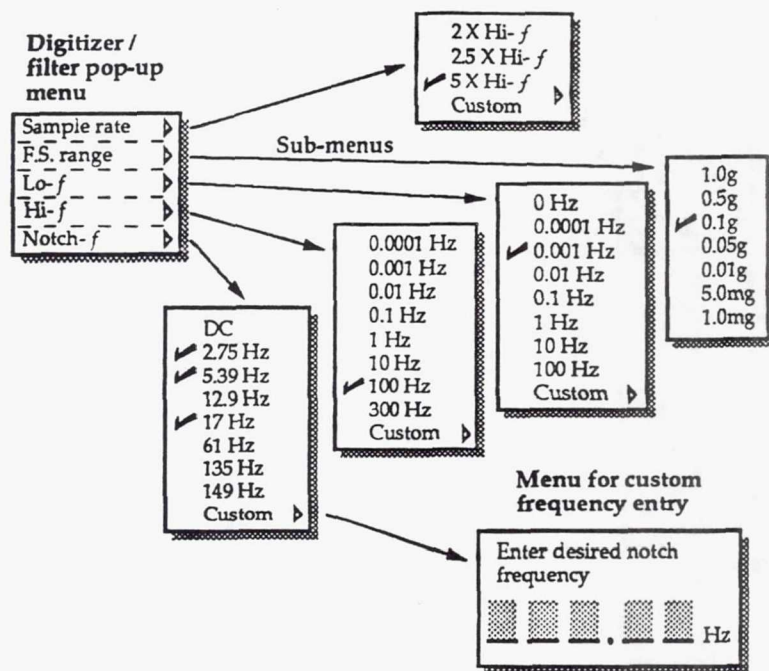 Digitizer /
filter pop-up
menu
Sample rate
F.S. range
Lo-f
Hi-f
Notch-f
2 X Hi-f
2.5 X Hi-f
5 X Hi-f
Custom
Sub-menus
1.0g
0.5g
0.1g
0.05g
0.01g
5.0mg
1.0mg
0 Hz
0.0001 Hz
0.001 Hz
0.01 Hz
0.1 Hz
1 Hz
10 Hz
100 Hz
Custom
0.0001 Hz
0.001 Hz
0.01 Hz
0.1 Hz
1 Hz
10 Hz
100 Hz
300 Hz
Custom
DC
2.75 Hz
5.39 Hz
12.9 Hz
17 Hz
61 Hz
135 Hz
149 Hz
Custom
Menu for custom
frequency entry
Enter desired notch
frequency
_ _ _ . _ _ Hz